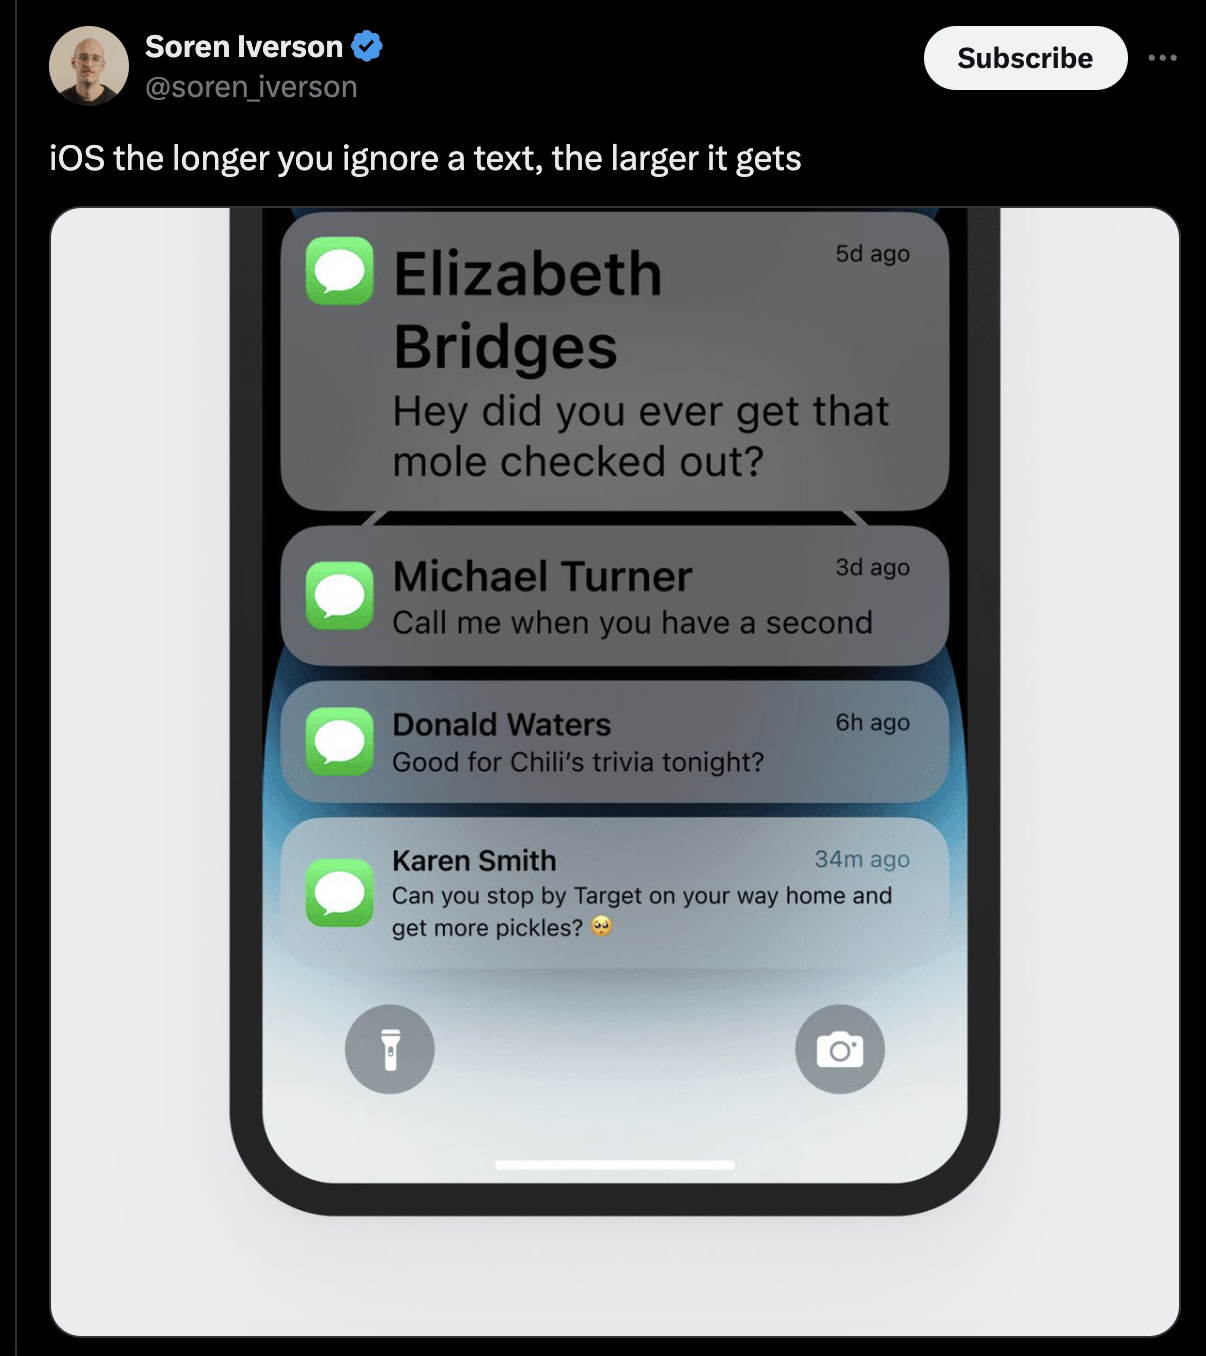 Soren Iverson
@soren_iverson
Subscribe
iOS the longer you ignore a text, the larger it gets
Elizabeth
Bridges
5d ago
Hey did you ever get that
mole checked out?
Michael Turner
3d ago
Call me when you have a second
Donald Waters
6h ago
Good for Chili’s trivia tonight?
Karen Smith
34m ago
Can you stop by Target on your way home and
get more pickles? 🥺